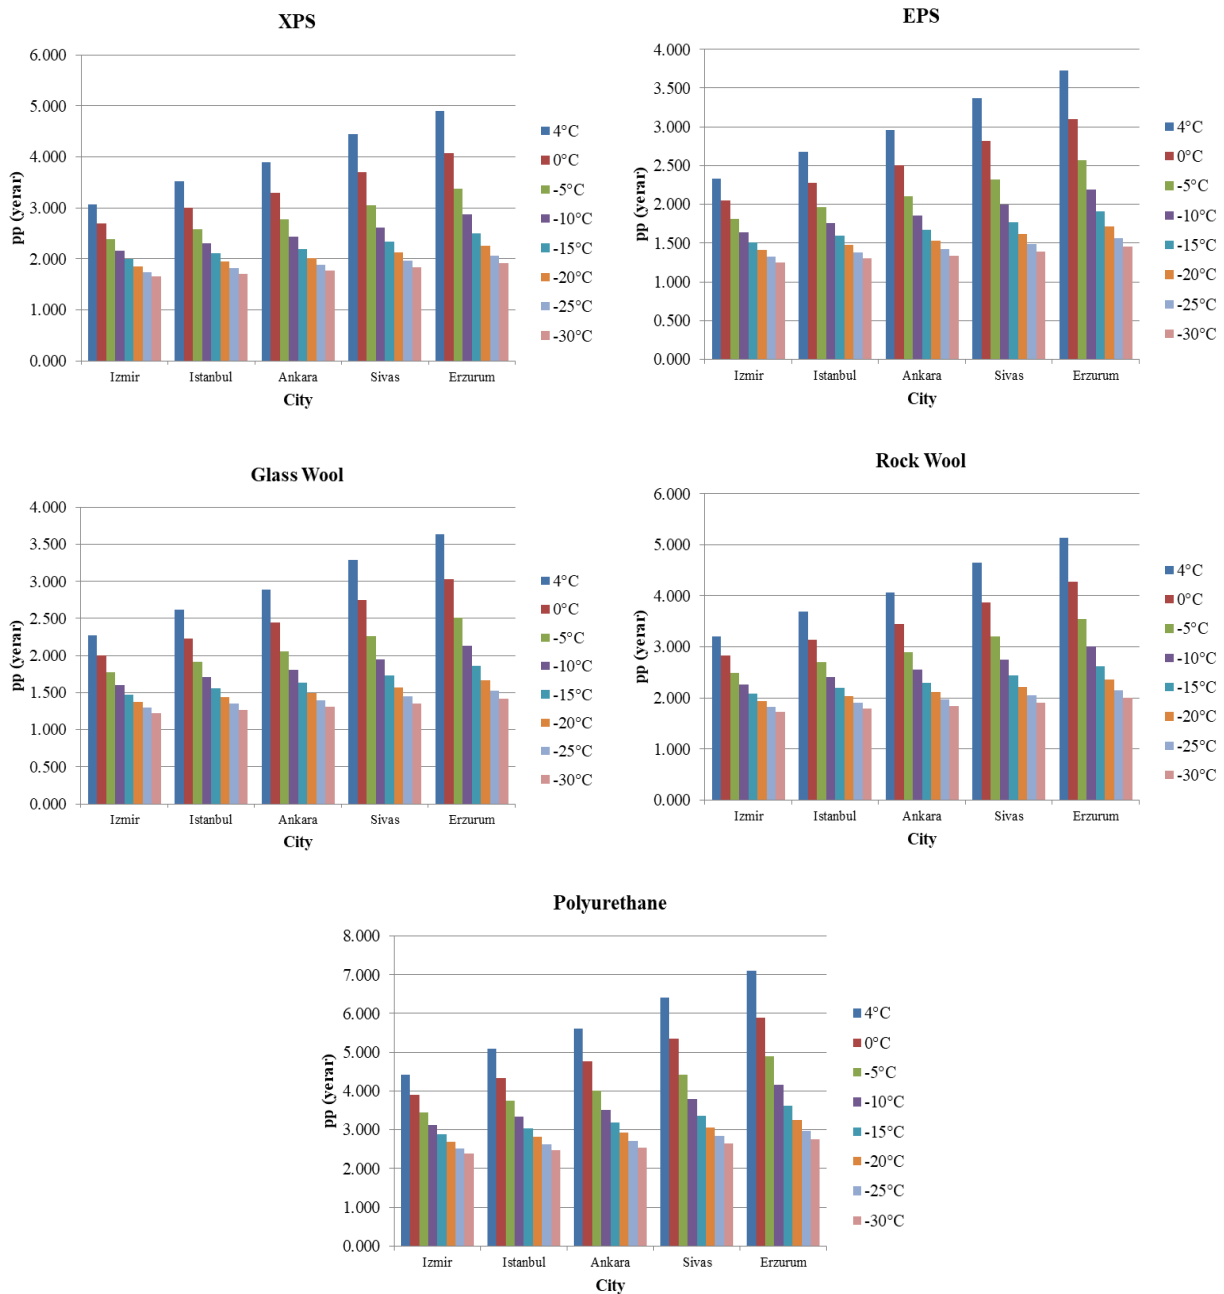 XPS
6.000
5.000
4.000
3.000
2.000
1.000
0.000
pp (yerar)
Izmir Istanbul Ankara Sivas Erzurum
City
4°C
0°C
-5°C
-10°C
-15°C
-20°C
-25°C
-30°C
EPS
4.000
3.500
3.000
2.500
2.000
1.500
1.000
0.500
0.000
pp (yerar)
Izmir Istanbul Ankara Sivas Erzurum
City
4°C
0°C
-5°C
-10°C
-15°C
-20°C
-25°C
-30°C
Glass Wool
4.000
3.500
3.000
2.500
2.000
1.500
1.000
0.500
0.000
pp (yerar)
Izmir Istanbul Ankara Sivas Erzurum
City
4°C
0°C
-5°C
-10°C
-15°C
-20°C
-25°C
-30°C
Rock Wool
6.000
5.000
4.000
3.000
2.000
1.000
0.000
pp (yerar)
Izmir Istanbul Ankara Sivas Erzurum
City
4°C
0°C
-5°C
-10°C
-15°C
-20°C
-25°C
-30°C
Polyurethane
8.000
7.000
6.000
5.000
4.000
3.000
2.000
1.000
0.000
pp (yerar)
Izmir Istanbul Ankara Sivas Erzurum
City
4°C
0°C
-5°C
-10°C
-15°C
-20°C
-25°C
-30°C